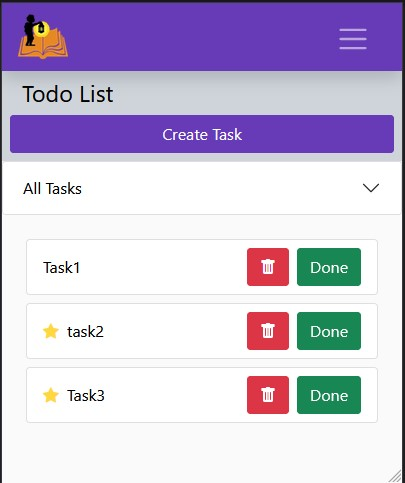 Todo List
Create Task
All Tasks
Task1 Done
task2 Done
Task3 Done